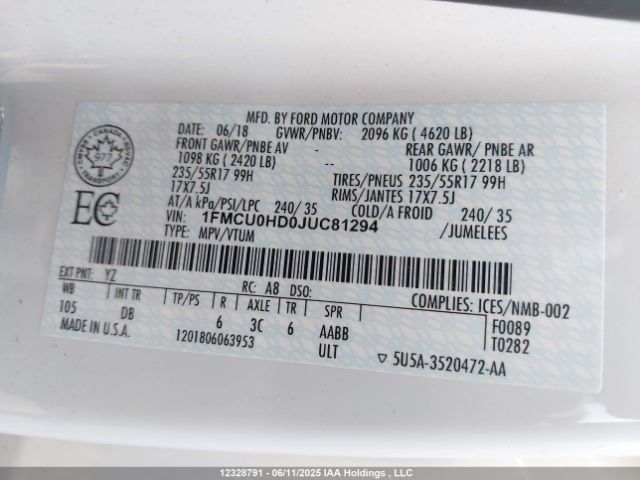 MFD. BY FORD MOTOR COMPANY
DATE: 06/18 GVWR/PNBV: 2096 KG ( 4620 LB)
FRONT GAWR/PNBE AV - REAR GAWR/ PNBE AR
1098 KG ( 2420 LB) - 1006 KG ( 2218 LB)
235/55R17 99H TIRES/PNEUS 235/55R17 99H
17X7.5J RIMS/JANTES 17X7.5J
AT/A kPa/PSI/LPC 240/ 35 COLD/A FROID 240/ 35
VIN: 1FMCU0HD0JUC81294 /JUMELEES
TYPE: MPV/VTUM
EXT PNT: YZ RC: A8 DSO: COMPLIES: ICES/NMB-002
WB INT TR TP/PS R AXLE TR SPR F0089
105 DB 6 3C 6 AABB T0282
MADE IN U.S.A. 1201806063953 ULT ▽ 5U5A-3520472-AA
CANADA
ROAD
TRANSPORT
977
EC
12328791 - 06/11/2025 IAA Holdings , LLC